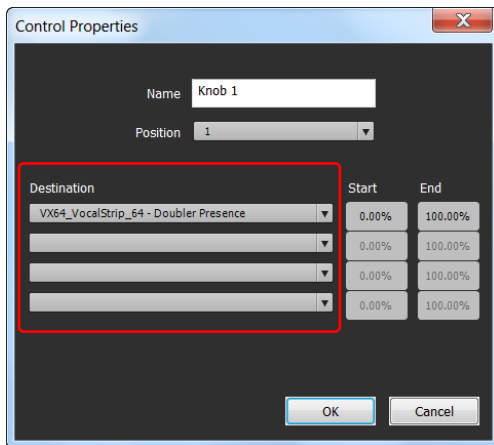 Control Properties
X
Name Knob 1
Position 1
Destination Start End
VX64_VocalStrip_64 - Doubler Presence 0.00% 100.00%
0.00% 100.00%
0.00% 100.00%
0.00% 100.00%
OK Cancel